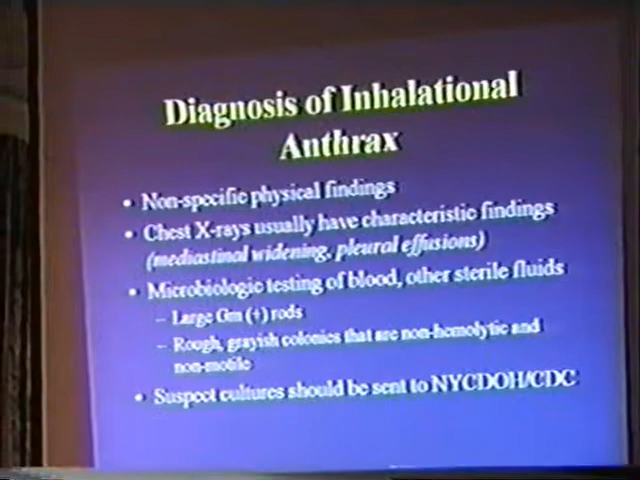 Diagnosis of Inhalational
Anthrax
• Non-specific physical findings
• Chest X-rays usually have characteristic findings
(mediastinal widening, pleural effusions)
• Microbiologic testing of blood, other sterile fluids
– Large Gm (+) rods
– Rough, grayish colonies that are non-hemolytic and
non-motile
• Suspect cultures should be sent to NYCDOH/CDC